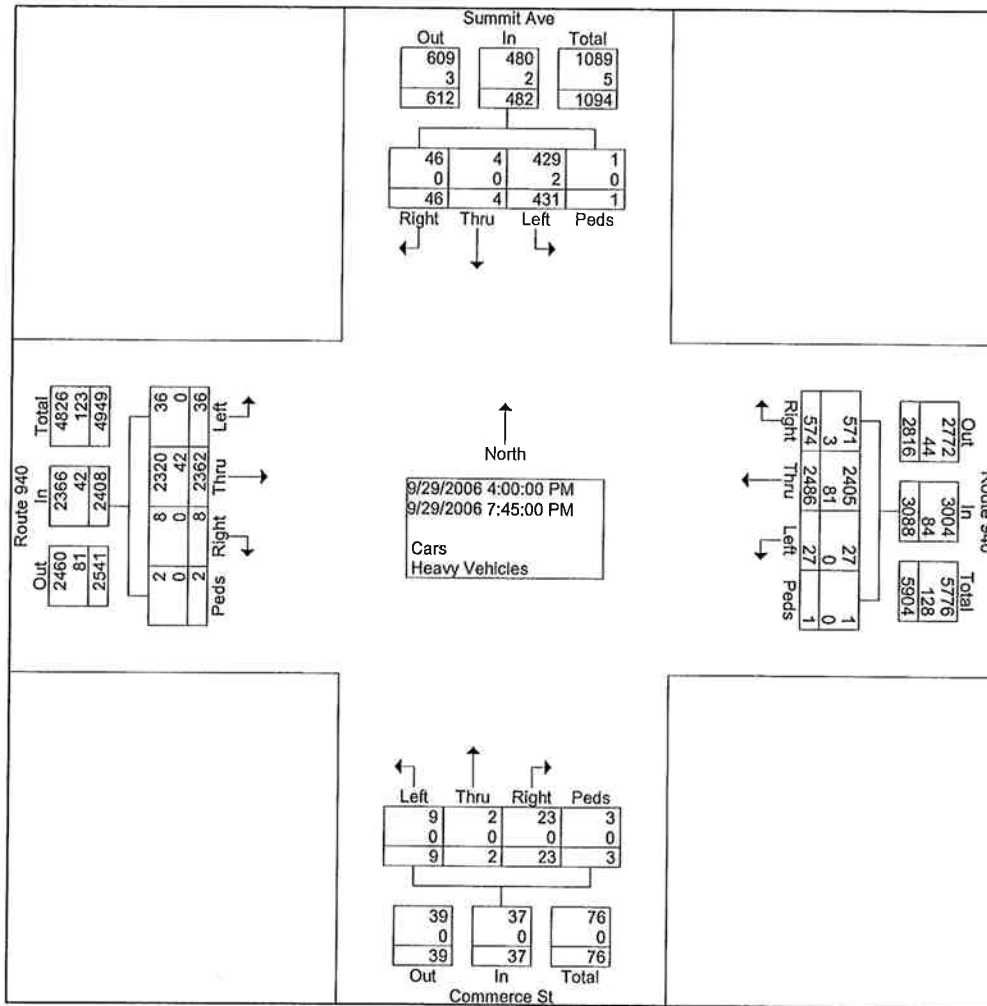 Summit Ave
Out In Total
609 480 1089
3 2 5
612 482 1094
46 4 429 1
0 0 2 0
46 4 431 1
Right Thru Left Peds
Route 940
Total In Out
4826 2366 2460
123 42 81
4949 2408 2541
36 2320 8 2
0 42 0 0
36 2362 8 2
Left Thru Right Peds
North
9/29/2006 4:00:00 PM
9/29/2006 7:45:00 PM
Cars
Heavy Vehicles
Right Thru Left Peds
574 2486 27 1
3 81 0 0
571 2405 27 1
Out In Total
2772 3004 5776
44 84 128
2816 3088 5904
Route 940
Left Thru Right Peds
9 2 23 3
0 0 0 0
9 2 23 3
39 37 76
0 0 0
39 37 76
Out In Total
Commerce St